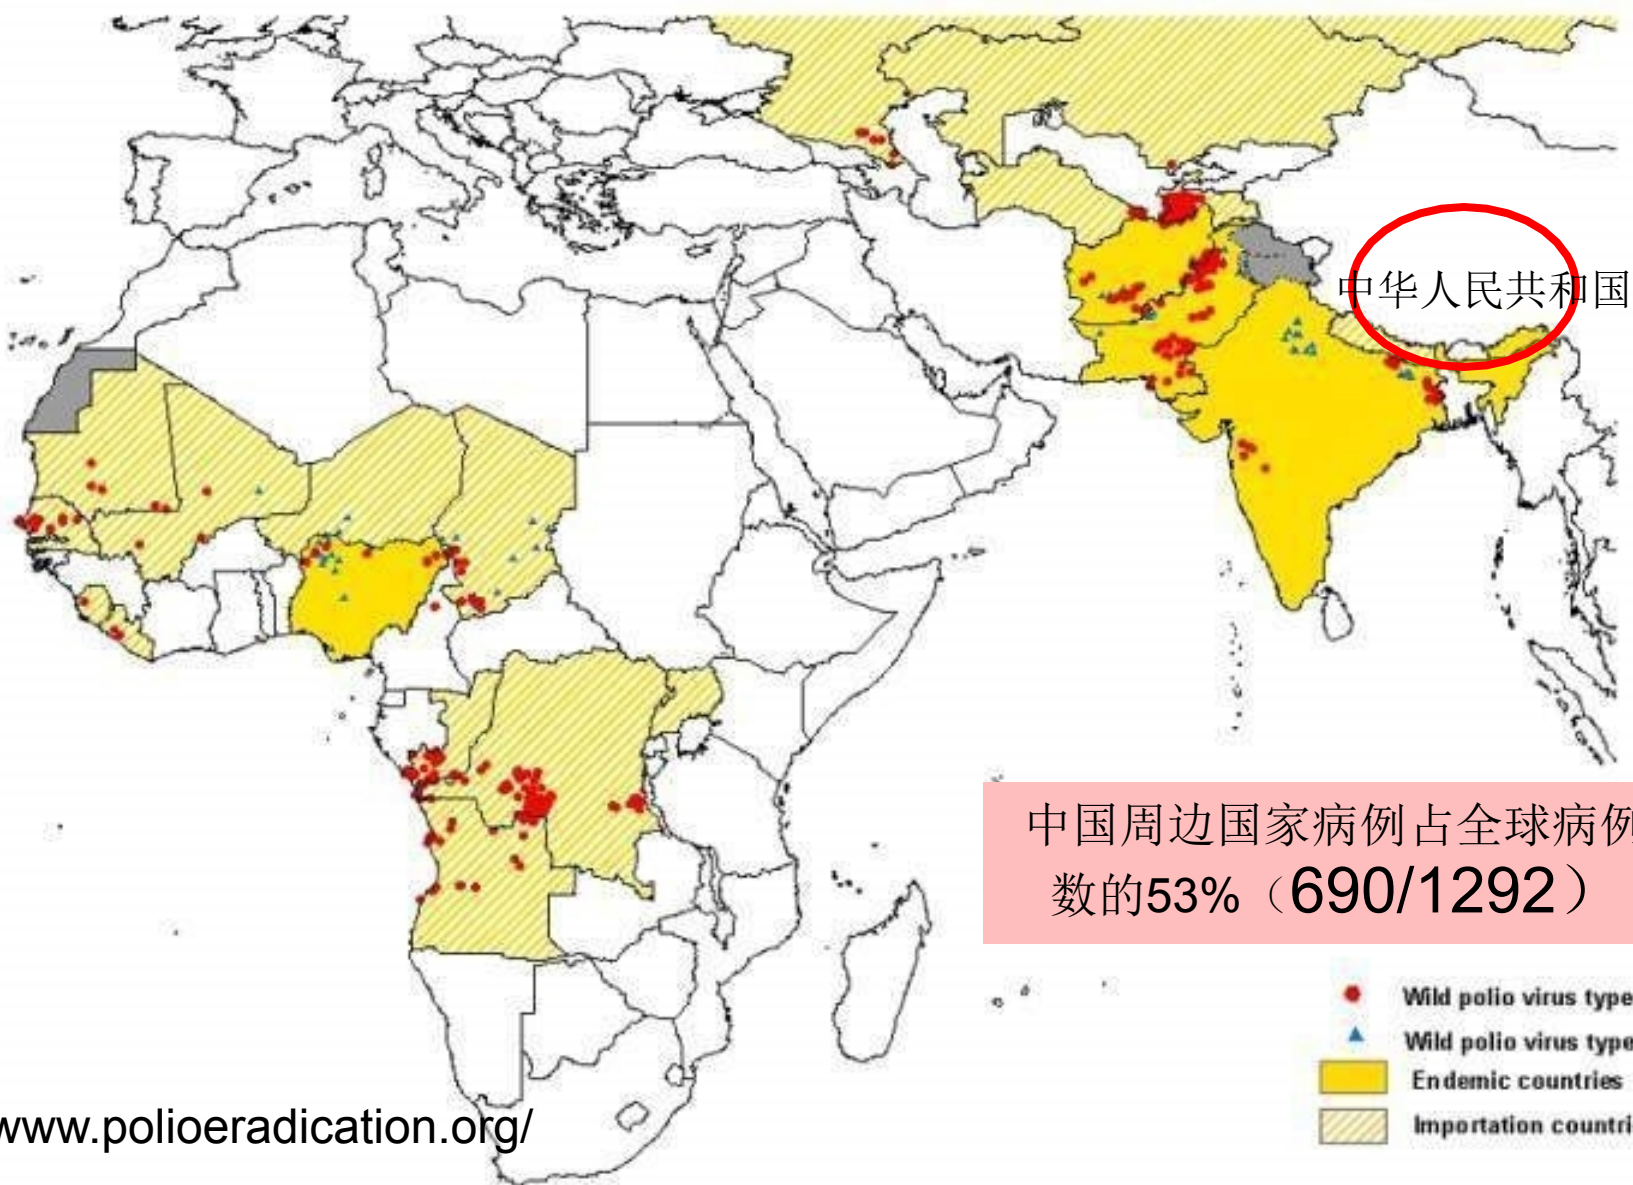 中华人民共和国
中国周边国家病例占全球病例
数的53%（690/1292）
Wild polio virus type
Wild polio virus type
Endemic countries
Importation countri
www.polioeradication.org/